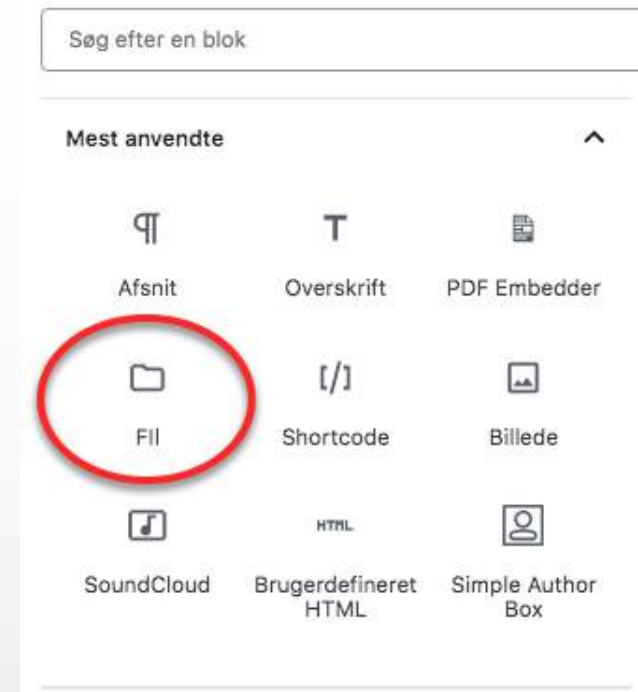 Søg efter en blok
Mest anvendte
Afsnit
Overskrift
PDF Embedder
FIl
Shortcode
Billede
HTML
SoundCloud
Brugerdefineret
HTML
Simple Author
Box